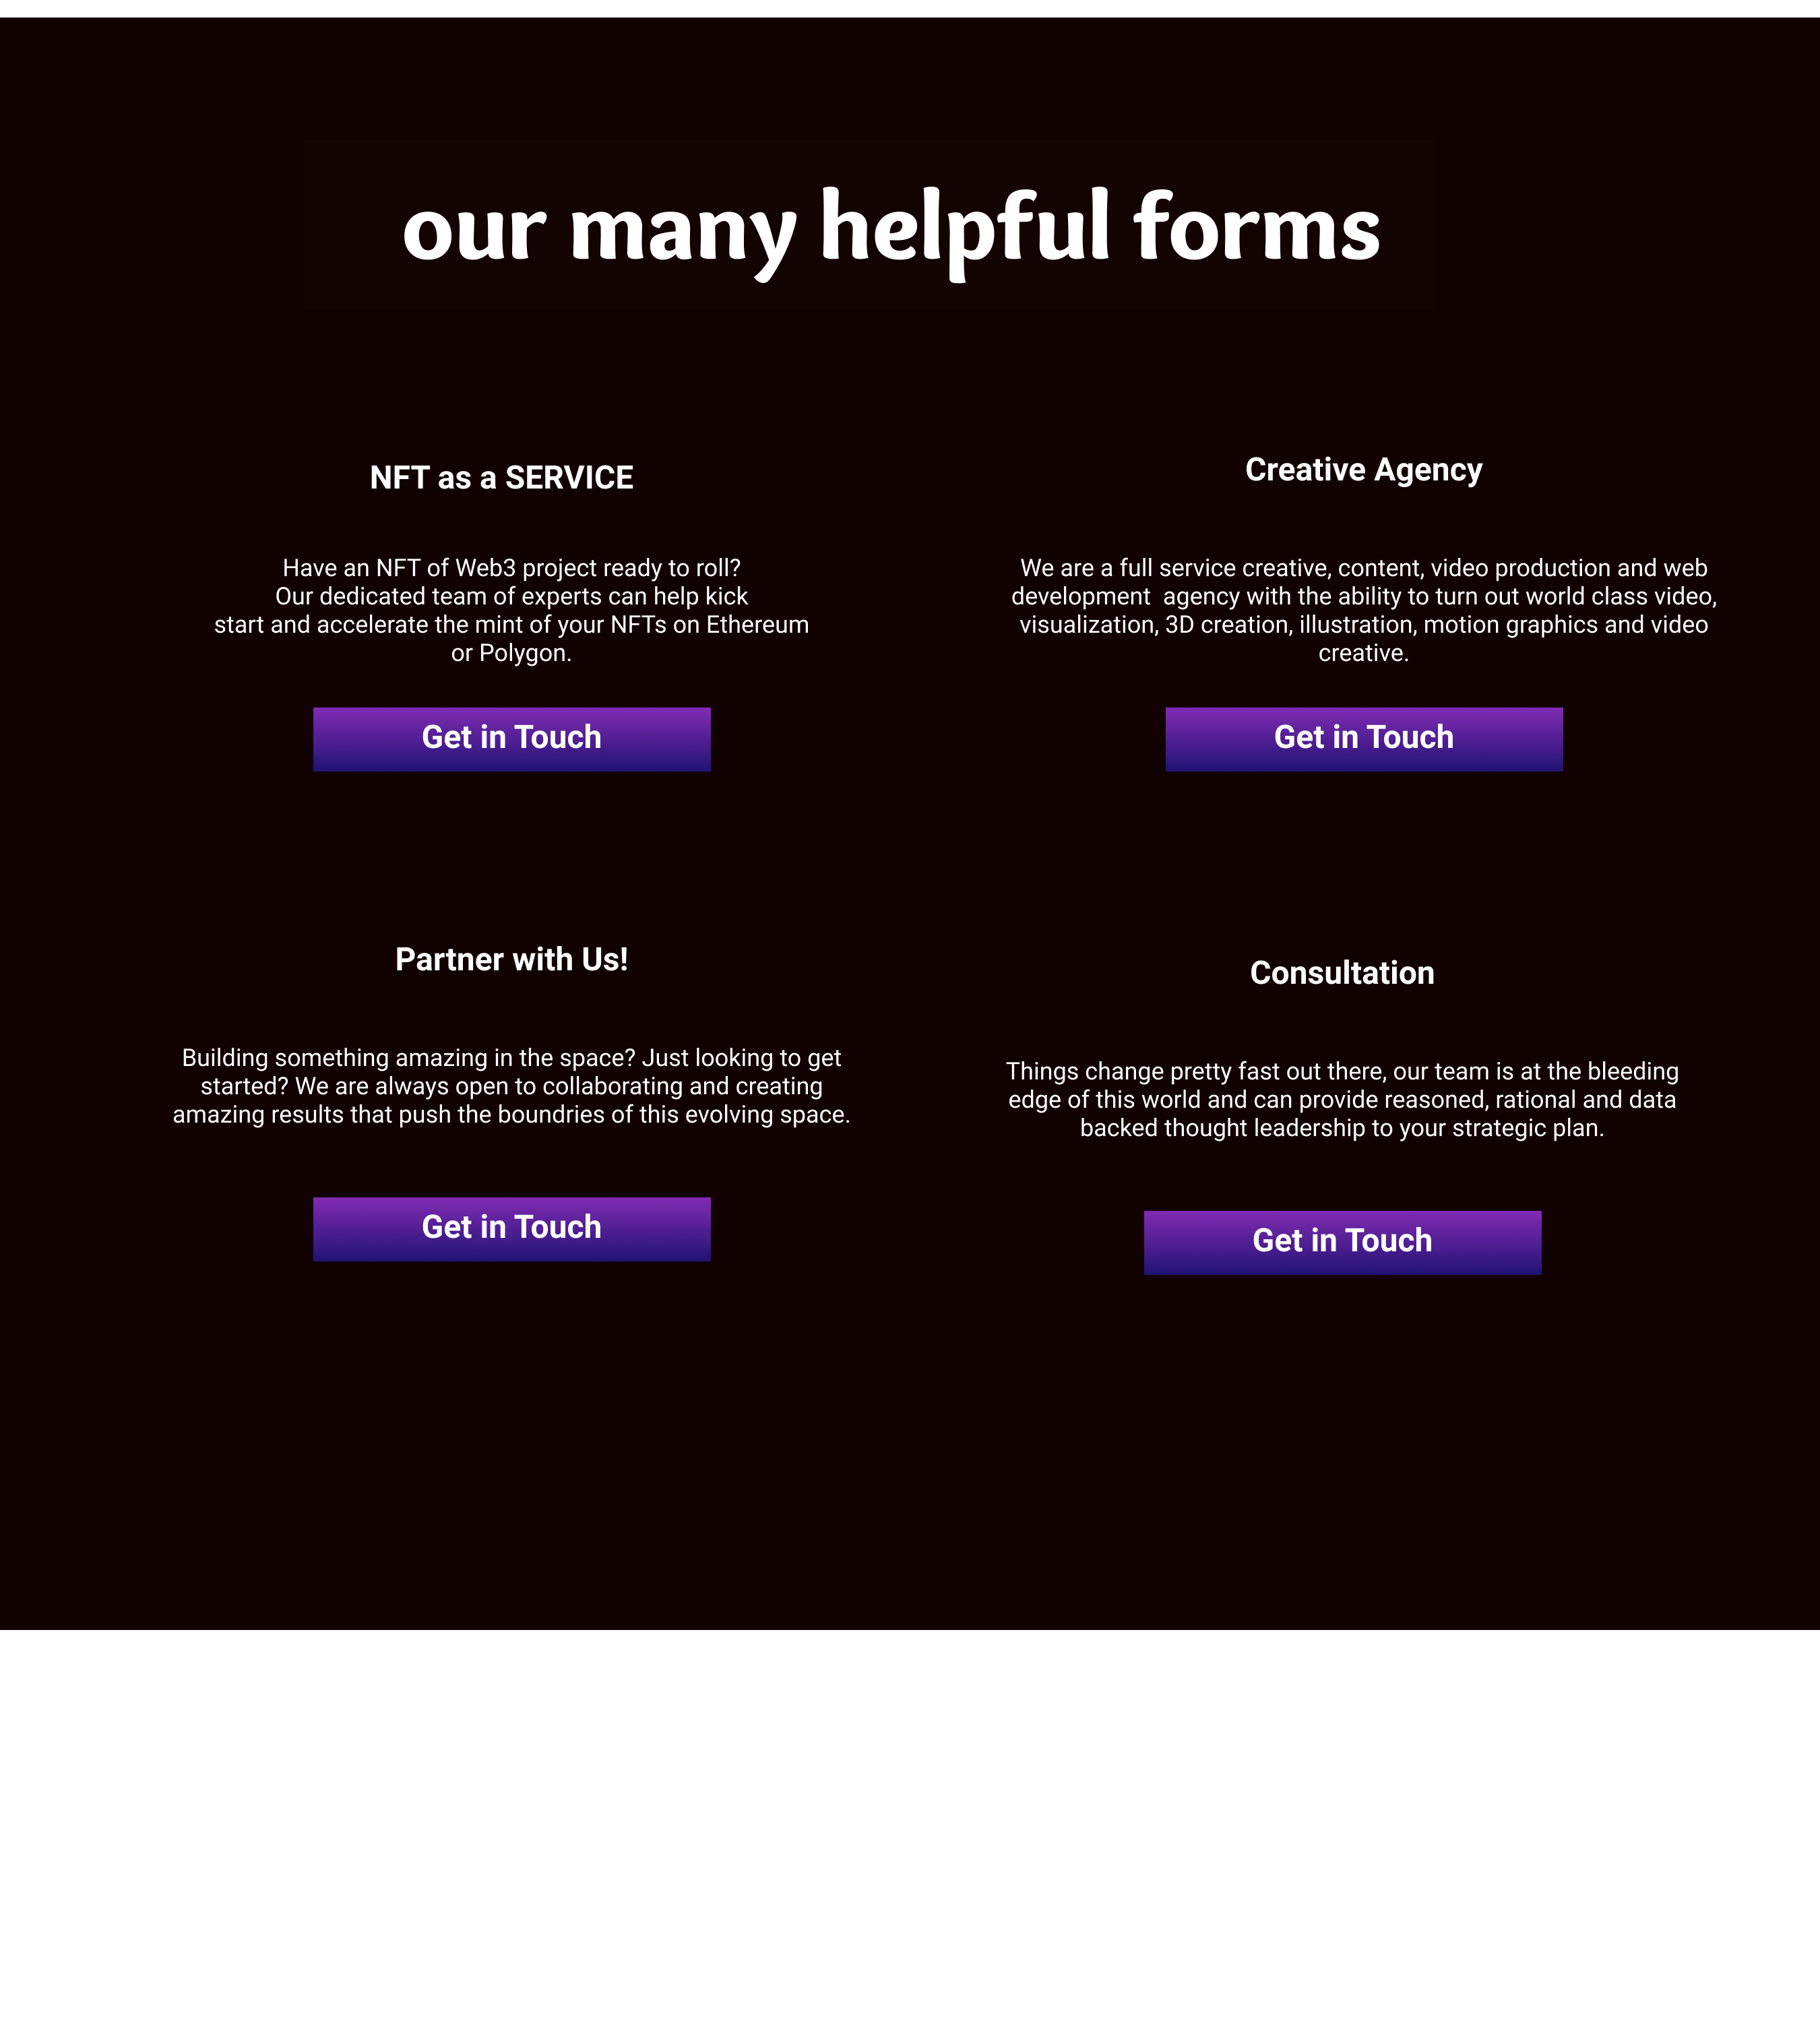 our many helpful forms
NFT as a SERVICE
Have an NFT of Web3 project ready to roll?
Our dedicated team of experts can help kick
start and accelerate the mint of your NFTs on Ethereum
or Polygon.
Get in Touch
Creative Agency
We are a full service creative, content, video production and web
development  agency with the ability to turn out world class video,
visualization, 3D creation, illustration, motion graphics and video
creative.
Get in Touch
Partner with Us!
Building something amazing in the space? Just looking to get
started? We are always open to collaborating and creating
amazing results that push the boundries of this evolving space.
Get in Touch
Consultation
Things change pretty fast out there, our team is at the bleeding
edge of this world and can provide reasoned, rational and data
backed thought leadership to your strategic plan.
Get in Touch